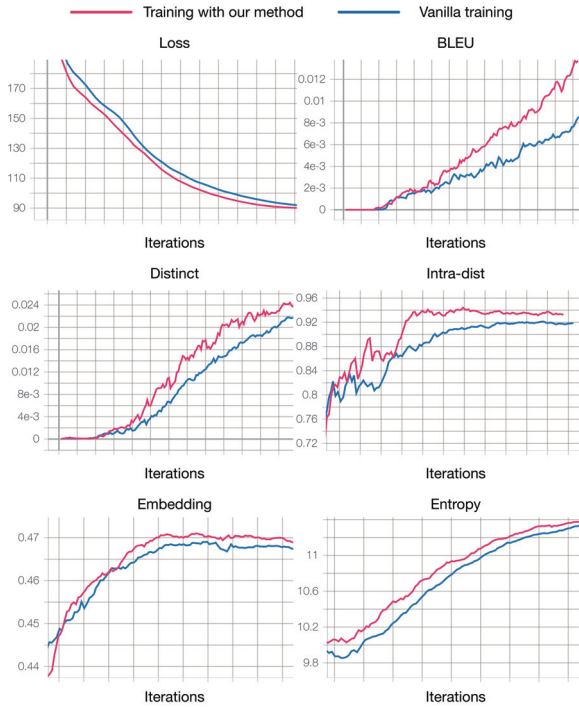 Training with our method Vanilla training
Loss BLEU
170
150
130
110
90
0.012
0.01
8e-3
6e-3
4e-3
2e-3
0
Iterations Iterations
Distinct Intra-dist
0.024
0.02
0.016
0.012
8e-3
4e-3
0
0.96
0.92
0.88
0.84
0.8
0.76
0.72
Iterations Iterations
Embedding Entropy
0.47
0.46
0.45
0.44
11
10.6
10.2
9.8
Iterations Iterations